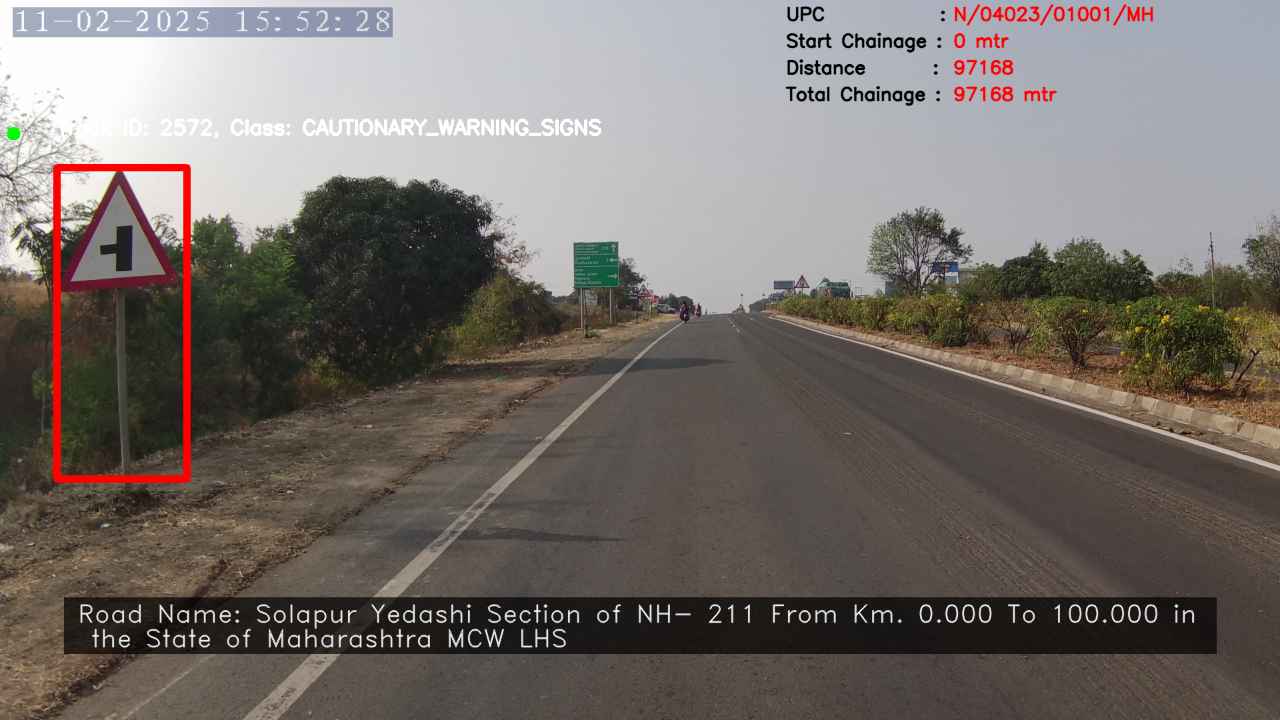 11-02-2025 15:52:28
UPC : N/04023/01001/MH
Start Chainage : 0 mtr
Distance : 97168
Total Chainage : 97168 mtr
ID: 2572, Class: CAUTIONARY_WARNING_SIGNS
Road Name: Solapur Yedashi Section of NH- 211 From Km. 0.000 To 100.000 in
the State of Maharashtra MCW LHS